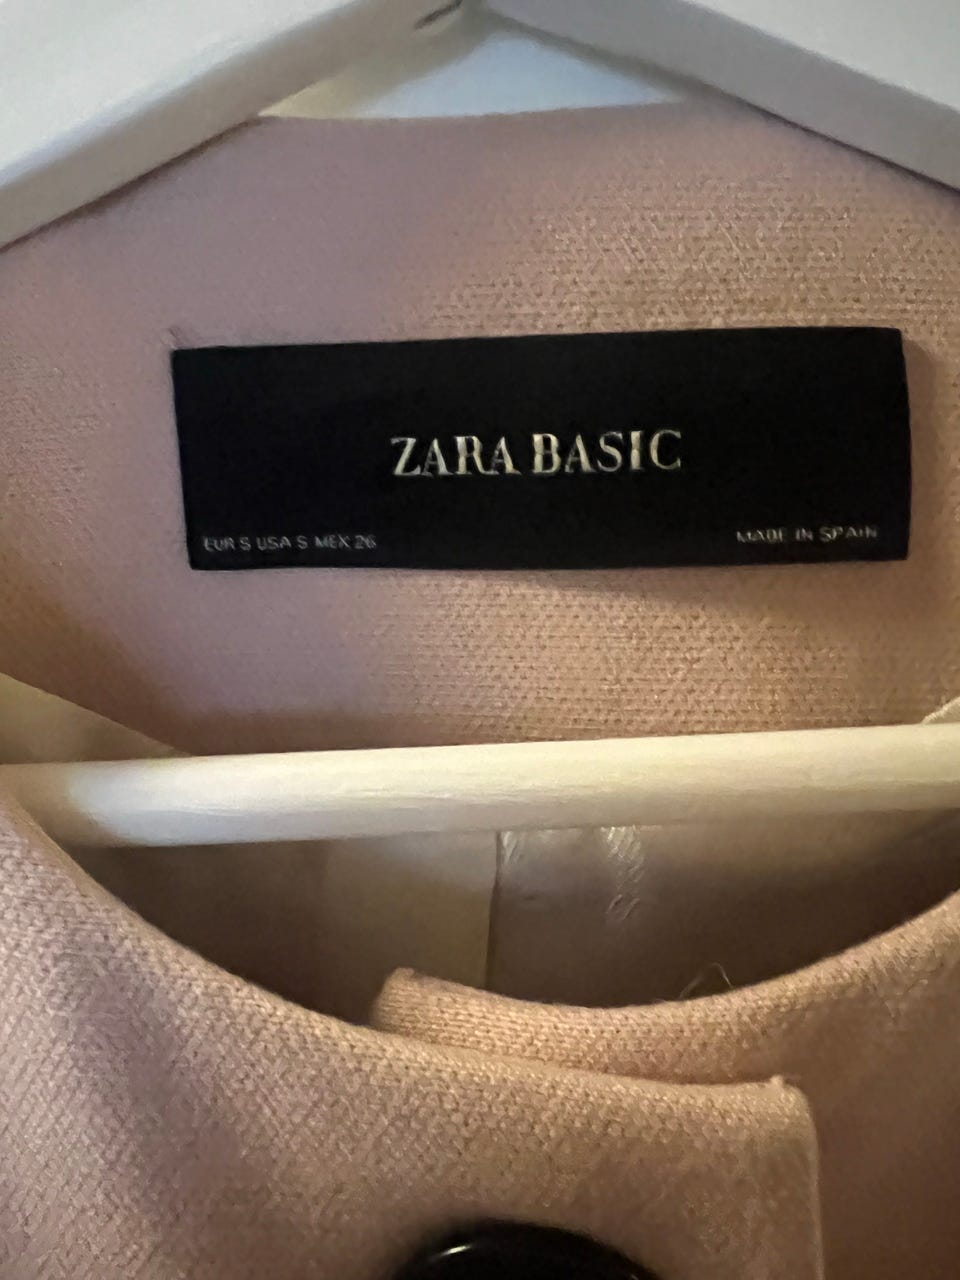 ZARA BASIC
EUR S USA S MEX 26
MADE IN SPAIN